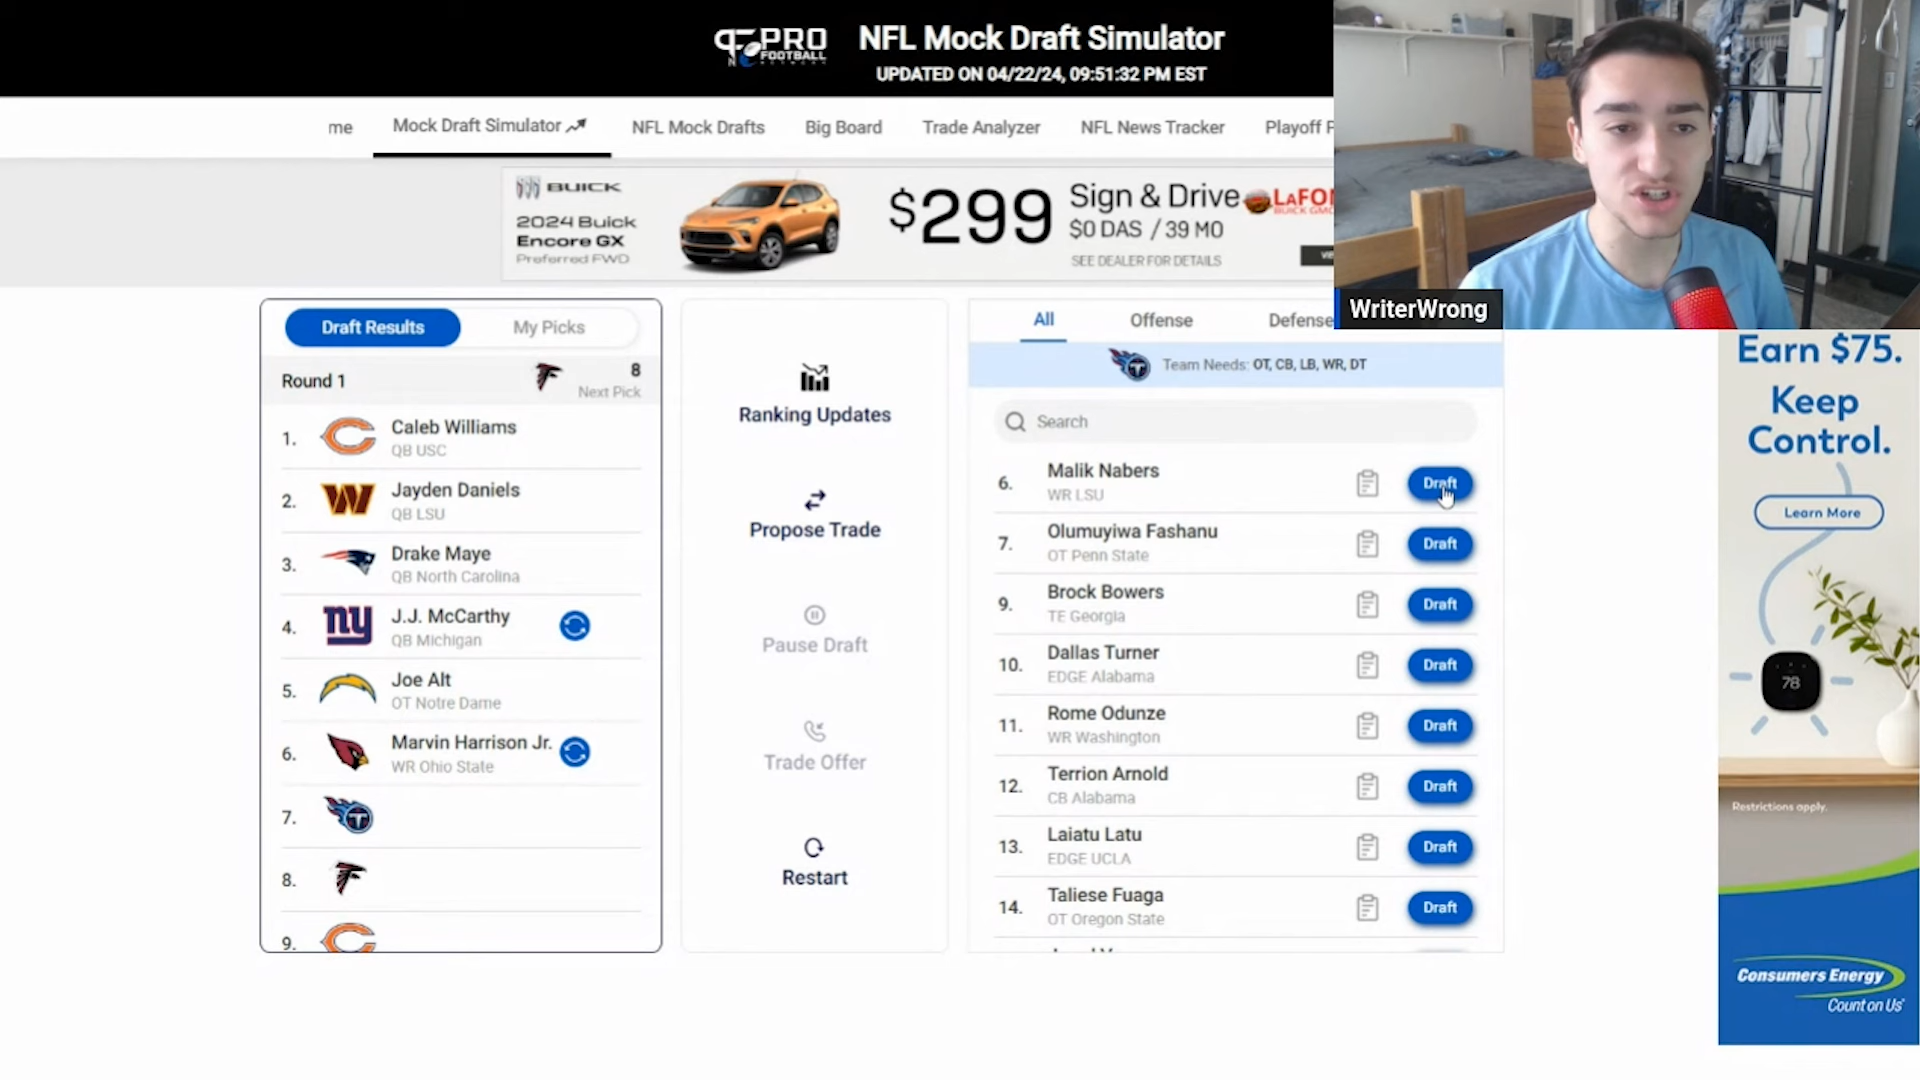 PRO
FOOTBALL
NETWORK
NFL Mock Draft Simulator
UPDATED ON 04/22/24, 09:51:32 PM EST
me
Mock Draft Simulator
NFL Mock Drafts
Big Board
Trade Analyzer
NFL News Tracker
Playoff P
BUICK
2024 Buick
Encore GX
Preferred FWD
$299
Sign & Drive
$0 DAS / 39 MO
SEE DEALER FOR DETAILS
LAFON
BUICK GMC
WriterWrong
Draft Results
My Picks
Round 1
8
Next Pick
1.
Caleb Williams
QB USC
2.
Jayden Daniels
QB LSU
3.
Drake Maye
QB North Carolina
4.
ny
J.J. McCarthy
QB Michigan
5.
Joe Alt
OT Notre Dame
6.
Marvin Harrison Jr.
WR Ohio State
7.
8.
9.
Ranking Updates
Propose Trade
Pause Draft
Trade Offer
Restart
All
Offense
Defense
Team Needs: OT, CB, LB, WR, DT
Search
6.
Malik Nabers
WR LSU
Draft
7.
Olumuyiwa Fashanu
OT Penn State
Draft
9.
Brock Bowers
TE Georgia
Draft
10.
Dallas Turner
EDGE Alabama
Draft
11.
Rome Odunze
WR Washington
Draft
12.
Terrion Arnold
CB Alabama
Draft
13.
Laiatu Latu
EDGE UCLA
Draft
14.
Taliese Fuaga
OT Oregon State
Draft
Earn $75.
Keep
Control.
Learn More
78
Restrictions apply.
Consumers Energy
Count on Us